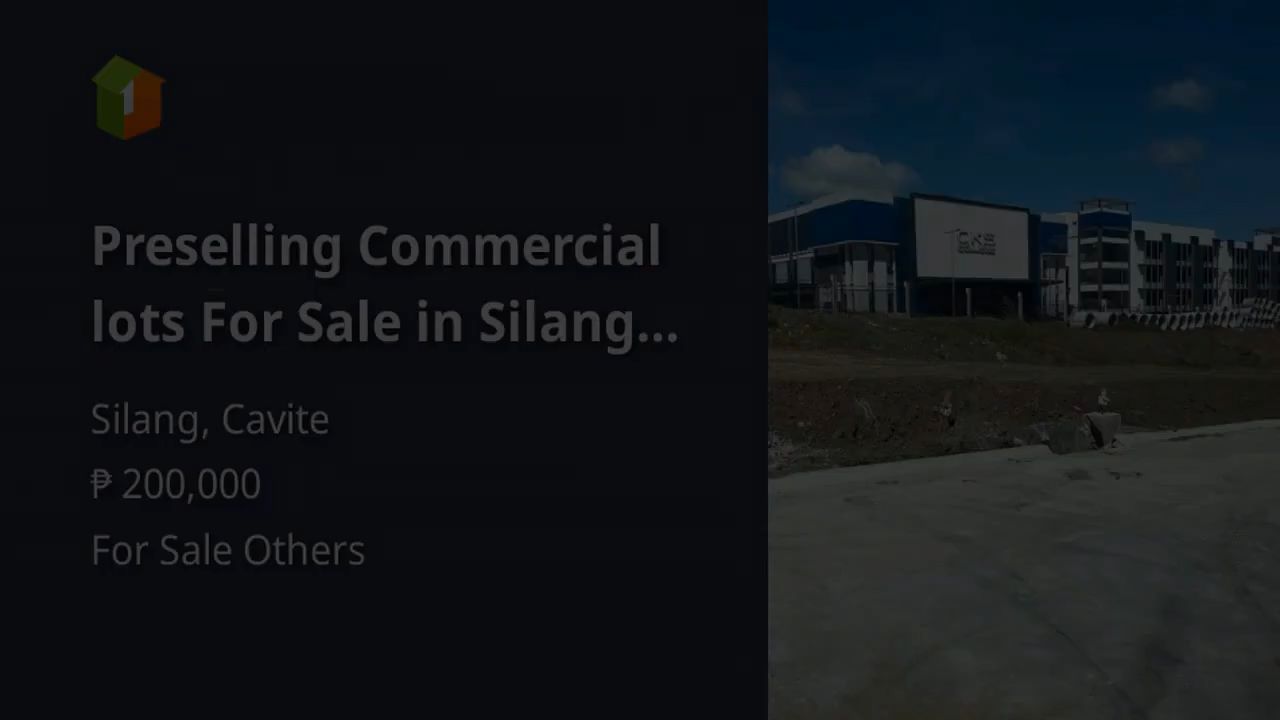 Preselling Commercial
lots For Sale in Silang...
Silang, Cavite
₱ 200,000
For Sale Others